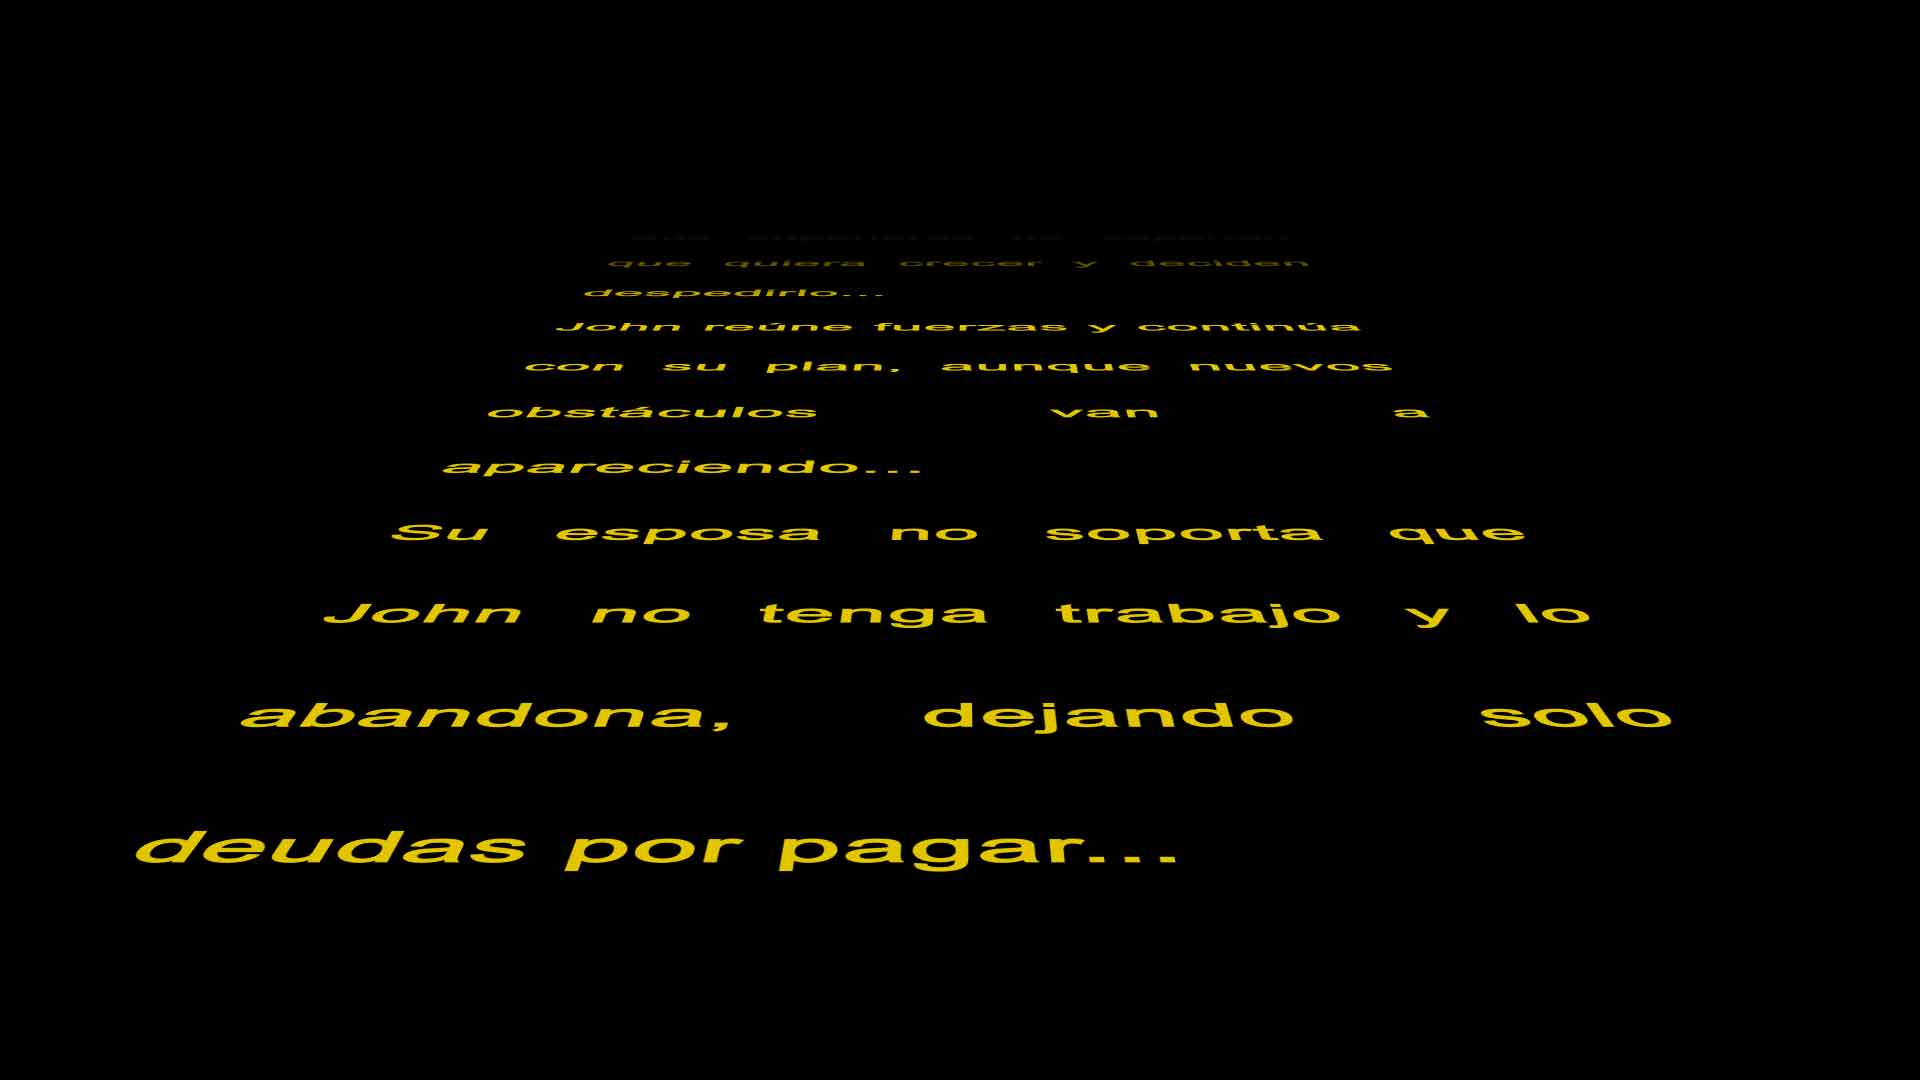 que quiera crecer y deciden
despedirlo...
John reúne fuerzas y continúa
con su plan, aunque nuevos
obstáculos van a
apareciendo...
Su esposa no soporta que
John no tenga trabajo y lo
abandona, dejando solo
deudas por pagar...